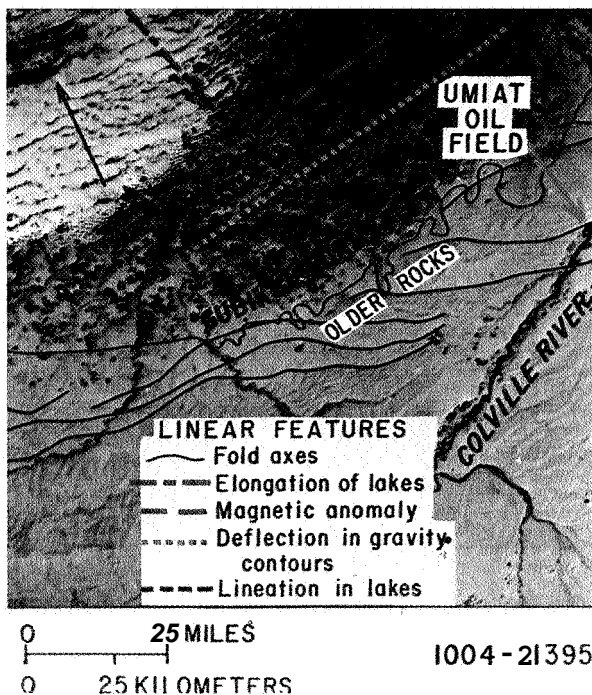 UMIAT
OIL
FIELD
OLDER ROCKS
COLVILLE RIVER
LINEAR FEATURES
Fold axes
Elongation of lakes
Magnetic anomaly
Deflection in gravity
contours
Lineation in lakes
0 25 MILES
0 25 KILOMETERS
1004-21395